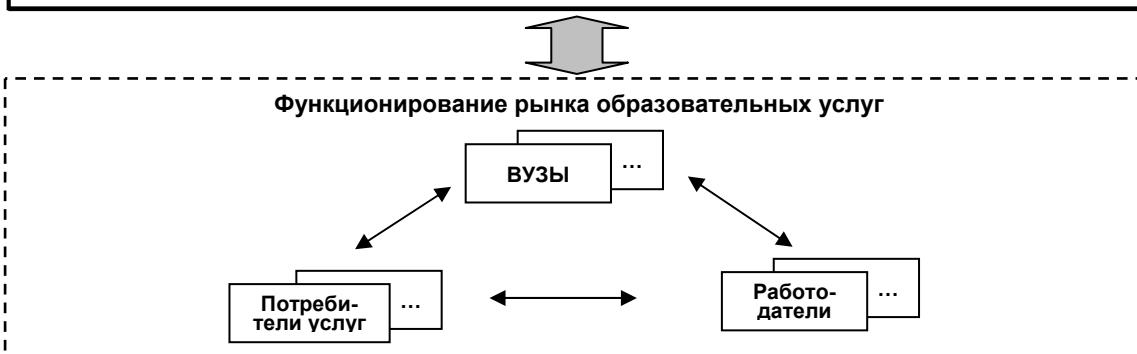 Функционирование рынка образовательных услуг
ВУЗЫ
...
Потреби-
тели услуг
...
Работо-
датели
...